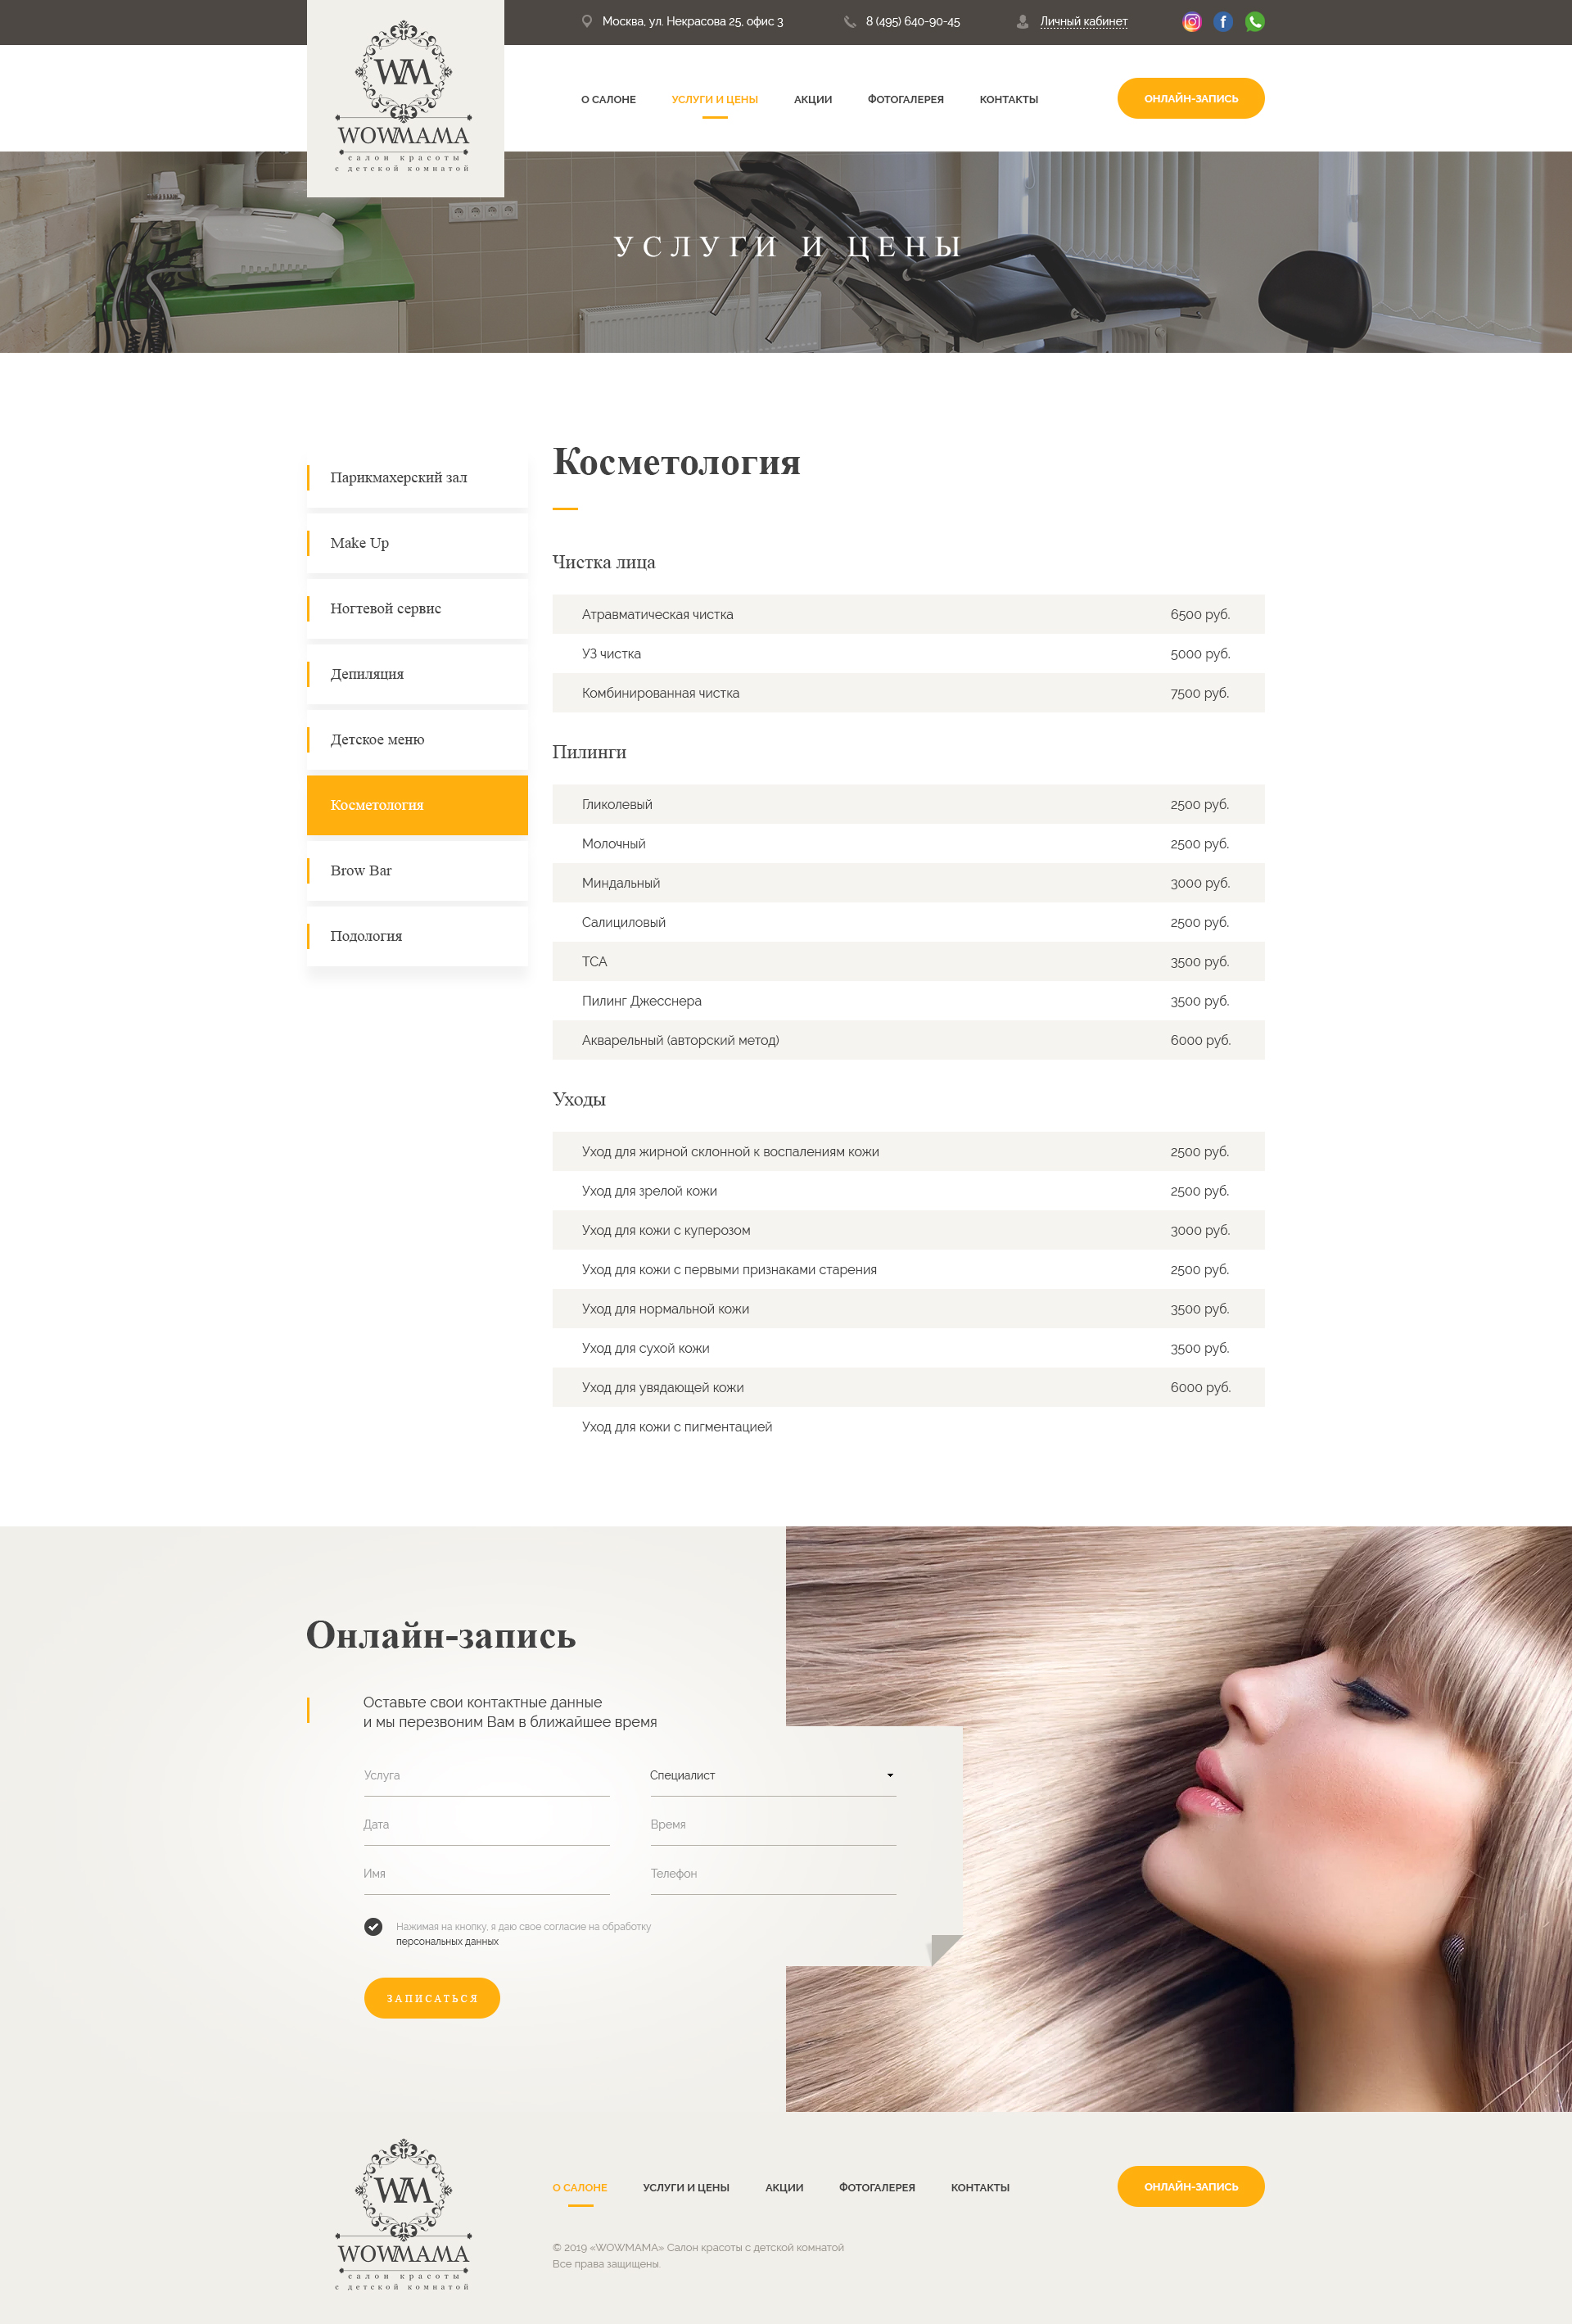 Москва, ул. Некрасова 25, офис 3
8 (495) 640-90-45
Личный кабинет
WM
WOWMAMA
салон красоты
с детской комнатой
О САЛОНЕ
УСЛУГИ И ЦЕНЫ
АКЦИИ
ФОТОГАЛЕРЕЯ
КОНТАКТЫ
ОНЛАЙН-ЗАПИСЬ
УСЛУГИ И ЦЕНЫ
Парикмахерский зал
Make Up
Ногтевой сервис
Депиляция
Детское меню
Косметология
Brow Bar
Подология
Косметология
Чистка лица
Атравматическая чистка 6500 руб.
УЗ чистка 5000 руб.
Комбинированная чистка 7500 руб.
Пилинги
Гликолевый 2500 руб.
Молочный 2500 руб.
Миндальный 3000 руб.
Салициловый 2500 руб.
ТСА 3500 руб.
Пилинг Джесснера 3500 руб.
Акварельный (авторский метод) 6000 руб.
Уходы
Уход для жирной склонной к воспалениям кожи 2500 руб.
Уход для зрелой кожи 2500 руб.
Уход для кожи с куперозом 3000 руб.
Уход для кожи с первыми признаками старения 2500 руб.
Уход для нормальной кожи 3500 руб.
Уход для сухой кожи 3500 руб.
Уход для увядающей кожи 6000 руб.
Уход для кожи с пигментацией
Онлайн-запись
Оставьте свои контактные данные
и мы перезвоним Вам в ближайшее время
Услуга
Специалист
Дата
Время
Имя
Телефон
Нажимая на кнопку, я даю свое согласие на обработку
персональных данных
ЗАПИСАТЬСЯ
WM
WOWMAMA
салон красоты
с детской комнатой
О САЛОНЕ
УСЛУГИ И ЦЕНЫ
АКЦИИ
ФОТОГАЛЕРЕЯ
КОНТАКТЫ
ОНЛАЙН-ЗАПИСЬ
© 2019 «WOWMAMA» Салон красоты с детской комнатой
Все права защищены.